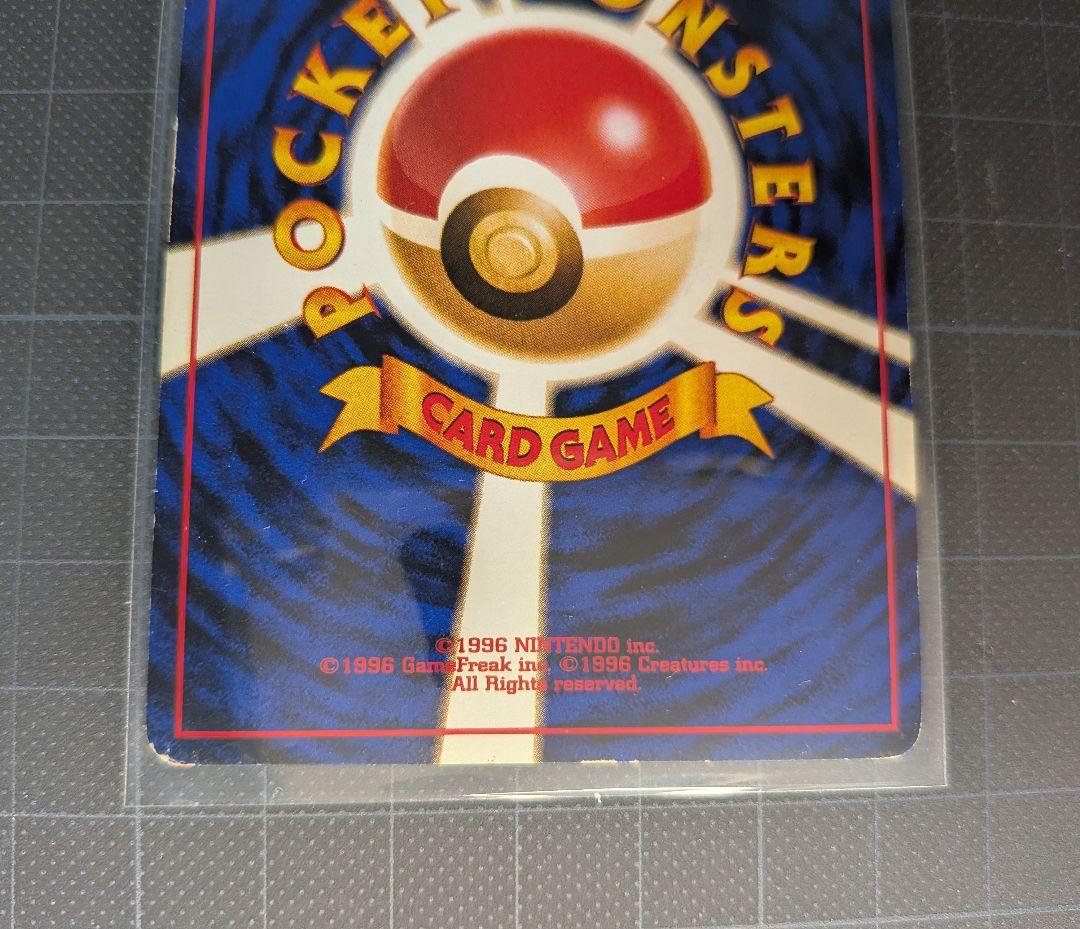 POCKET MONSTERS
CARD GAME
©1996 NINTENDO inc.
©1996 GameFreak inc. ©1996 Creatures inc.
All Rights reserved.